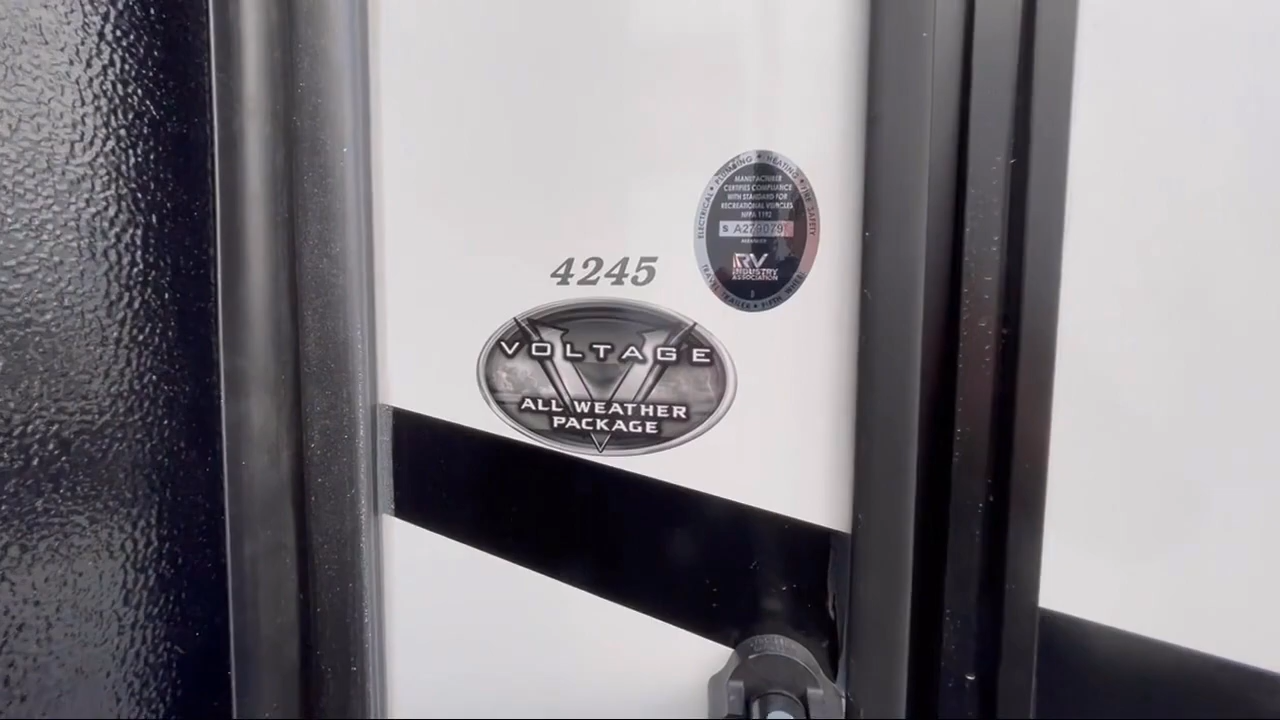 ELECTRICAL • PLUMBING • HEATING • FIRE SAFETY
MANUFACTURER
CERTIFIES COMPLIANCE
WITH STANDARD FOR
RECREATIONAL VEHICLES
NFPA 1192
S A279079
RV
INDUSTRY
ASSOCIATION
TRAVEL TRAILER • FIFTH WHEEL
4245
VOLTAGE
ALL WEATHER
PACKAGE